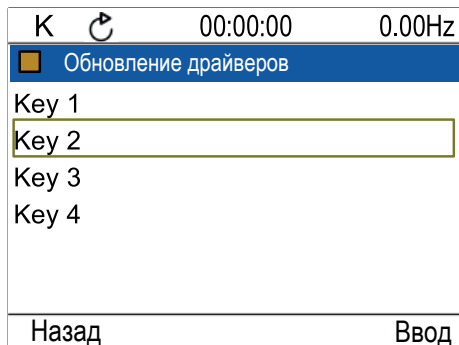 K 00:00:00 0.00Hz
Обновление драйверов
Key 1
Key 2
Key 3
Key 4
Назад Ввод